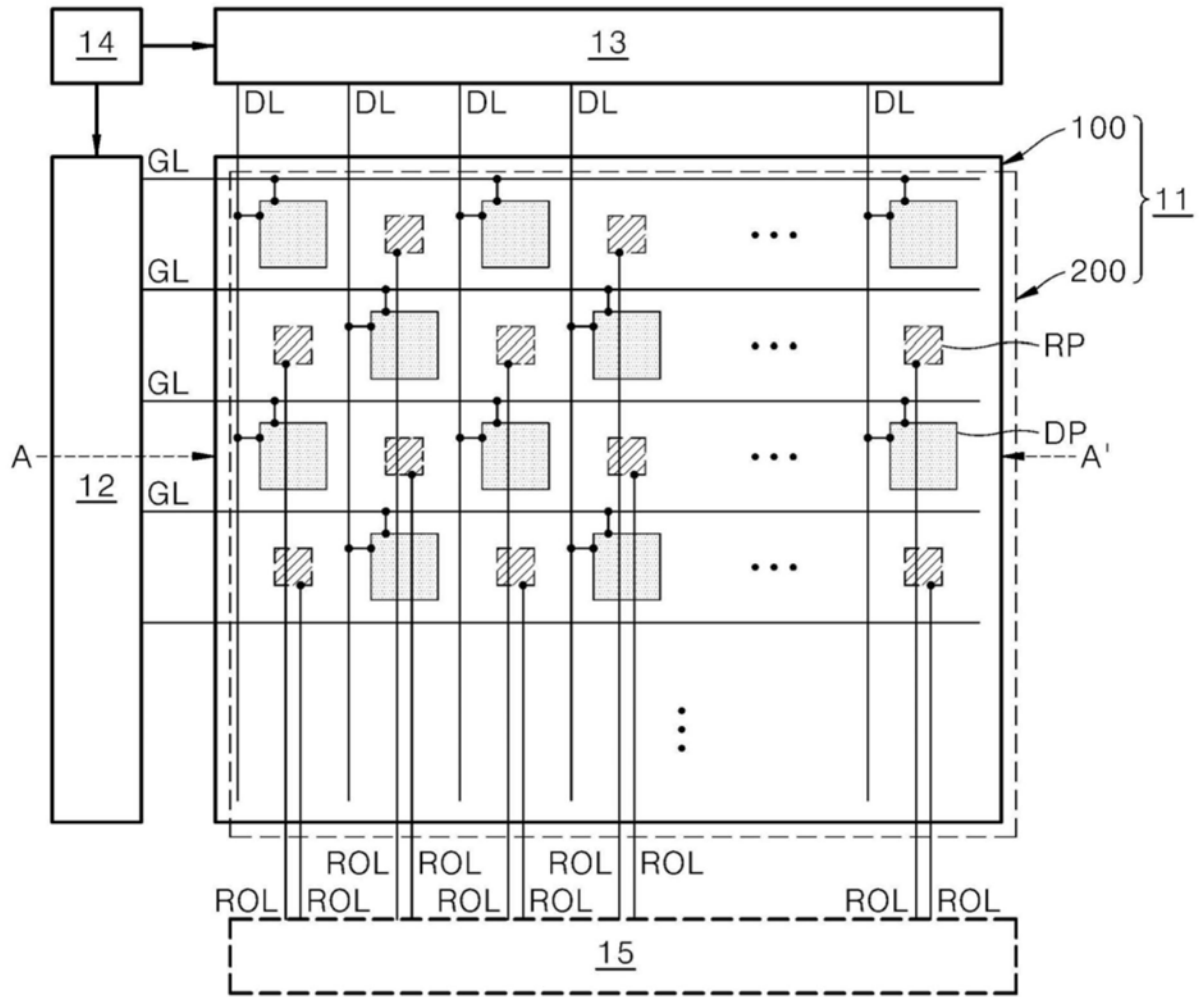 14
13
DL DL DL DL DL
100
GL
11
GL
200
RP
GL
DP
A
A'
12
GL
ROL ROL ROL ROL
ROL ROL ROL ROL ROL ROL
15